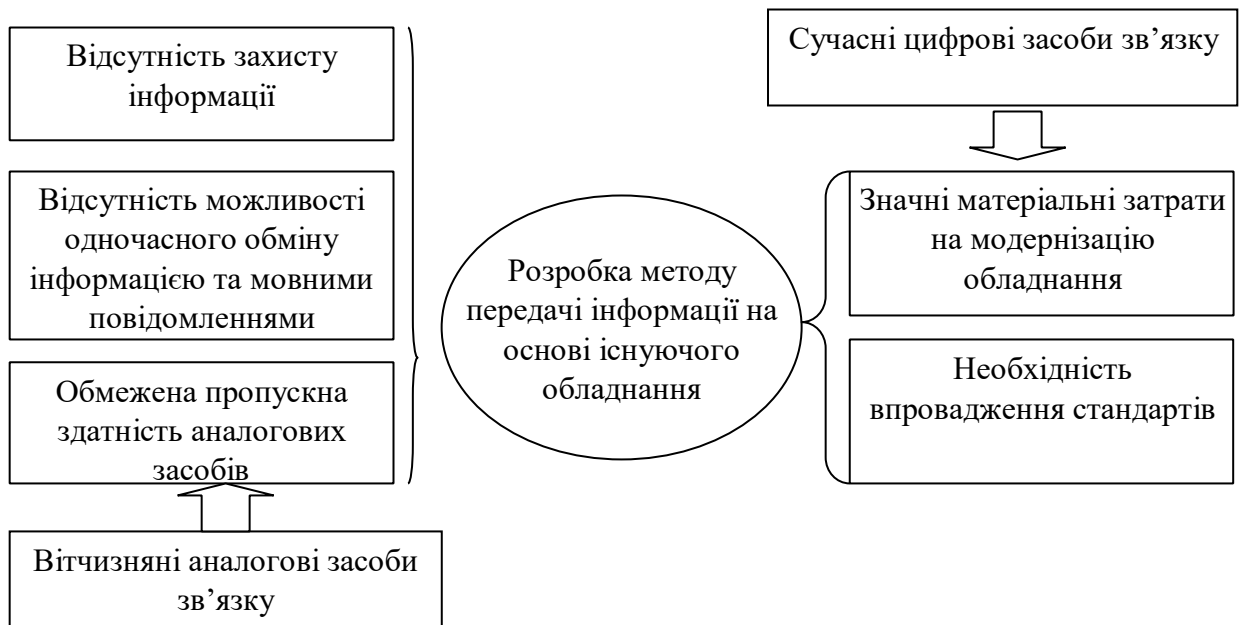 Відсутність захисту
інформації
Відсутність можливості
одночасного обміну
інформацією та мовними
повідомленнями
Обмежена пропускна
здатність аналогових
засобів
Вітчизняні аналогові засоби
зв’язку
Розробка методу
передачі інформації на
основі існуючого
обладнання
Сучасні цифрові засоби зв’язку
Значні матеріальні затрати
на модернізацію
обладнання
Необхідність
впровадження стандартів